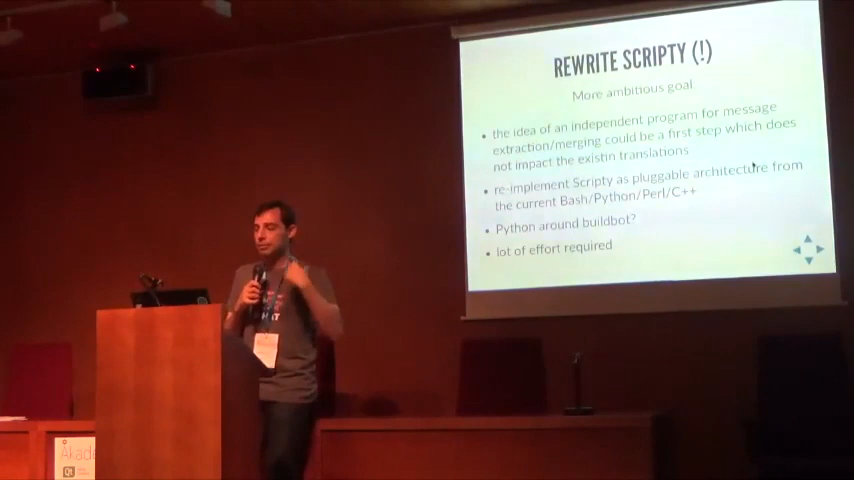 REWRITE SCRIPTY (!)
More ambitious goal
• the idea of an independent program for message
extraction/merging could be a first step which does
not impact the existin translations
• re-implement Scripty as pluggable architecture from
the current Bash/Python/Perl/C++
• Python around buildbot?
• lot of effort required
Akade
Qt